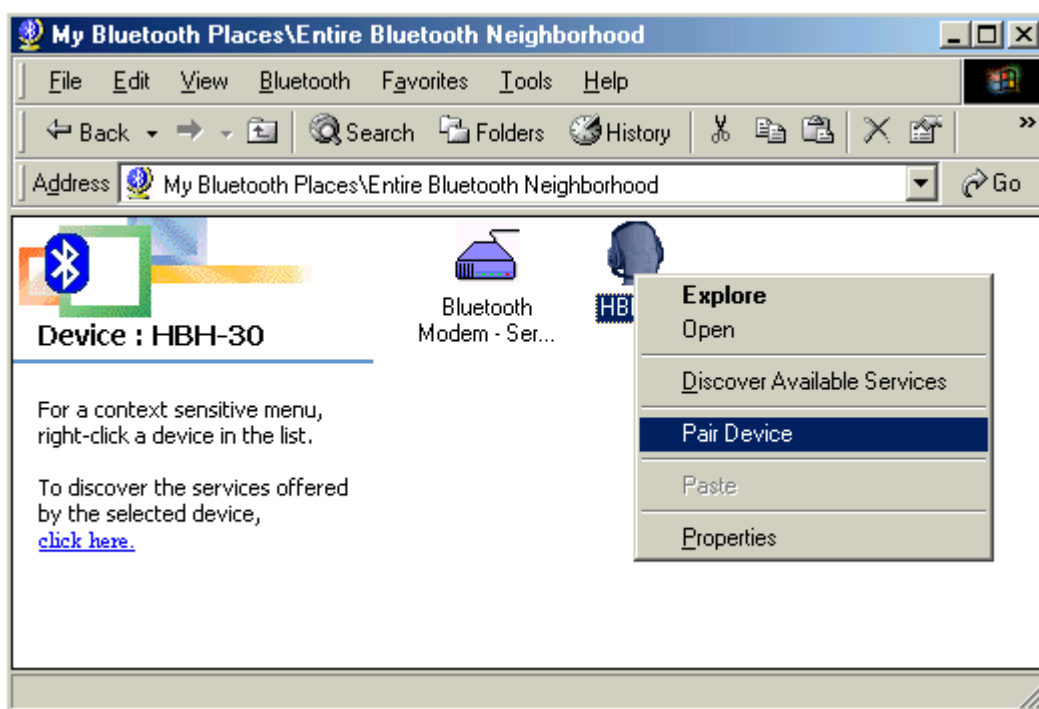 My Bluetooth Places\Entire Bluetooth Neighborhood
File Edit View Bluetooth Favorites Tools Help
Back Search Folders History »
Address My Bluetooth Places\Entire Bluetooth Neighborhood Go
Device : HBH-30
For a context sensitive menu,
right-click a device in the list.
To discover the services offered
by the selected device,
click here.
Bluetooth
Modem - Ser...
HB
Explore
Open
Discover Available Services
Pair Device
Paste
Properties